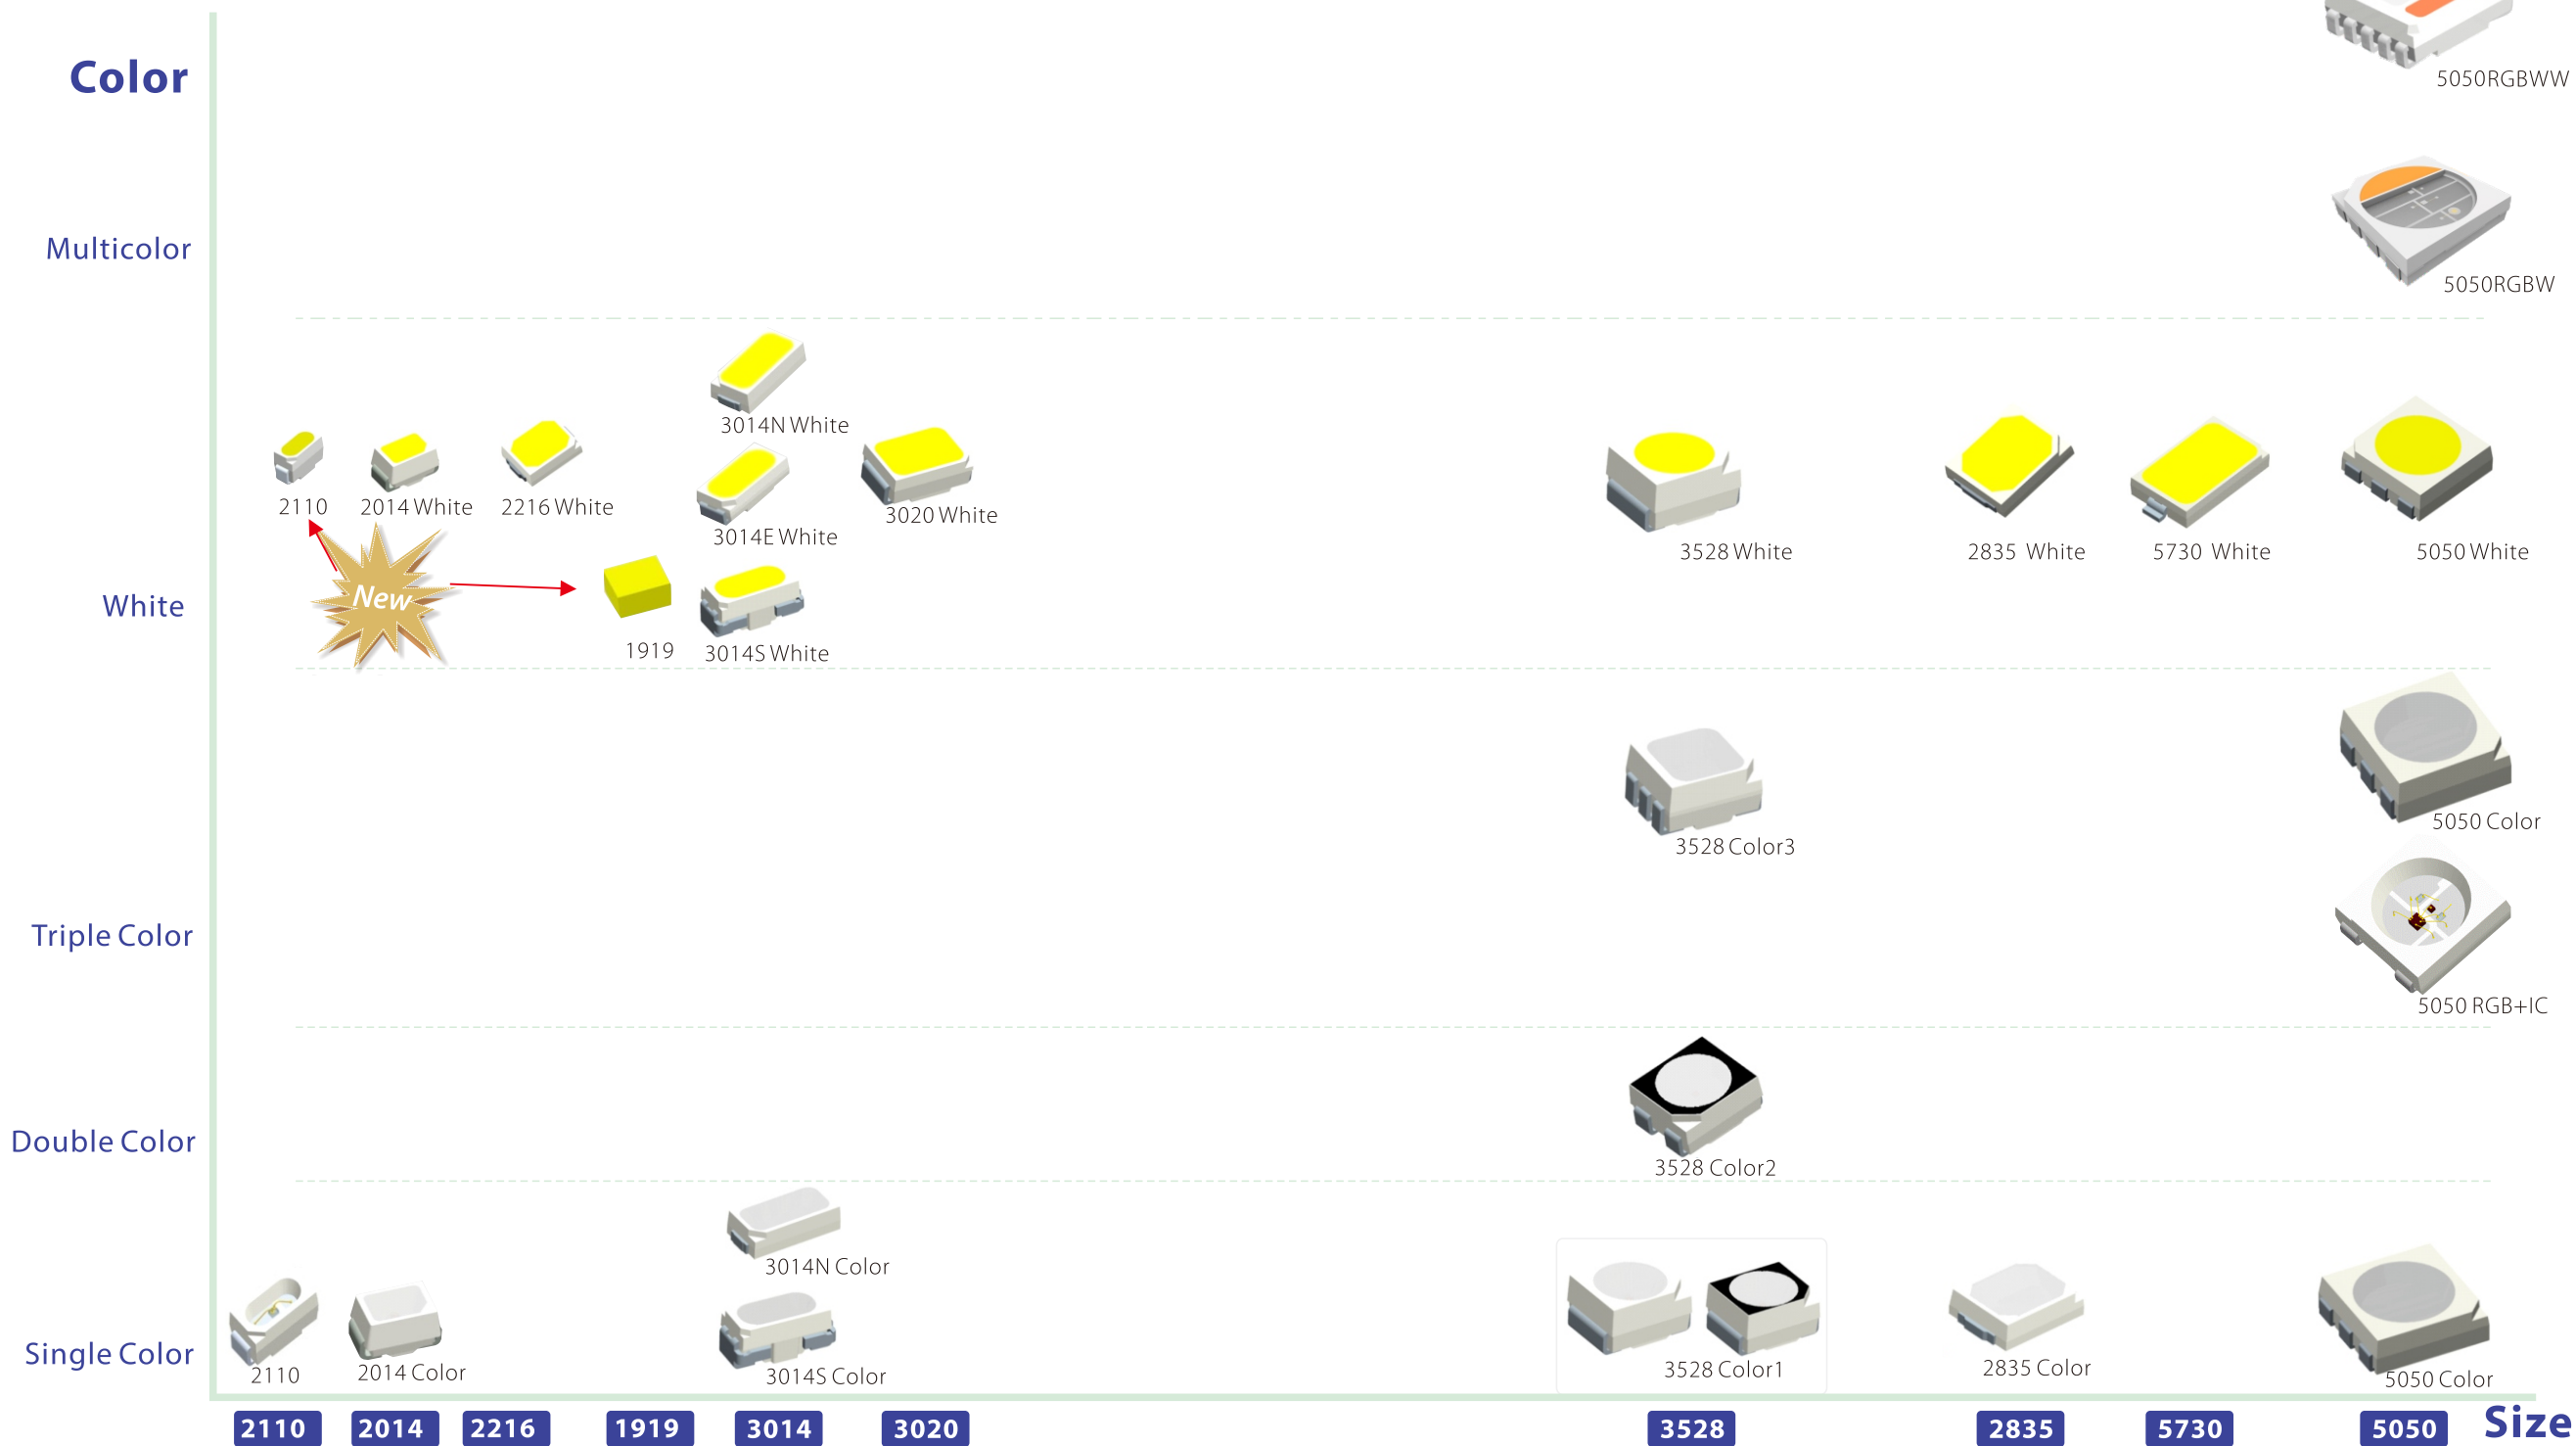 Color
5050RGBWW
Multicolor
5050RGBW
3014N White
2110
2014 White
2216 White
3014E White
3020 White
3528 White
2835 White
5730 White
5050 White
New
White
1919
3014S White
5050 Color
3528 Color3
Triple Color
5050 RGB+IC
Double Color
3528 Color2
3014N Color
Single Color
2110
2014 Color
3014S Color
3528 Color1
2835 Color
5050 Color
2110
2014
2216
1919
3014
3020
3528
2835
5730
5050
Size